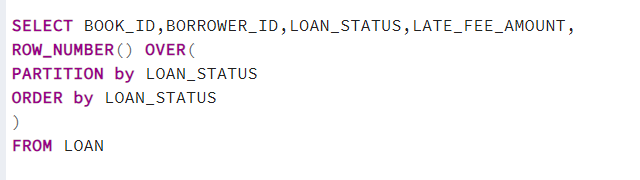 SELECT BOOK_ID,BORROWER_ID,LOAN_STATUS,LATE_FEE_AMOUNT,
ROW_NUMBER() OVER(
PARTITION by LOAN_STATUS
ORDER by LOAN_STATUS
)
FROM LOAN